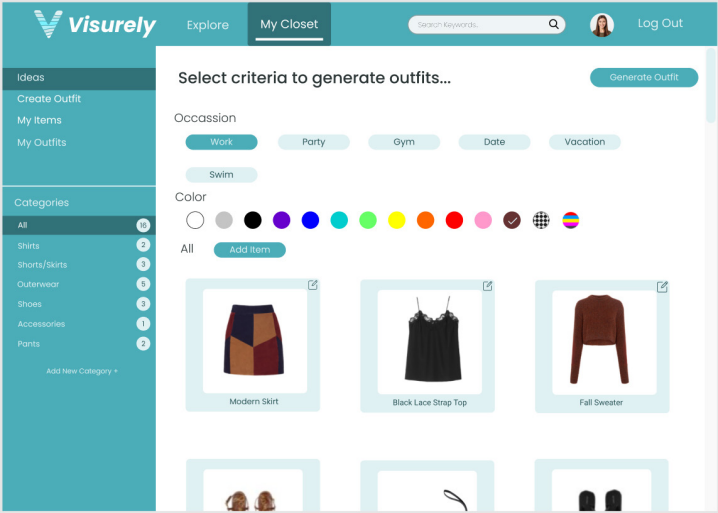 Visurely
Explore
My Closet
Search Keywords..
Log Out
Ideas
Create Outfit
My Items
My Outfits
Categories
All 16
Shirts 2
Shorts/Skirts 3
Outerwear 5
Shoes 3
Accessories 1
Pants 2
Add New Category +
Select criteria to generate outfits...
Generate Outfit
Occassion
Work Party Gym Date Vacation
Swim
Color
All Add Item
Modern Skirt
Black Lace Strap Top
Fall Sweater